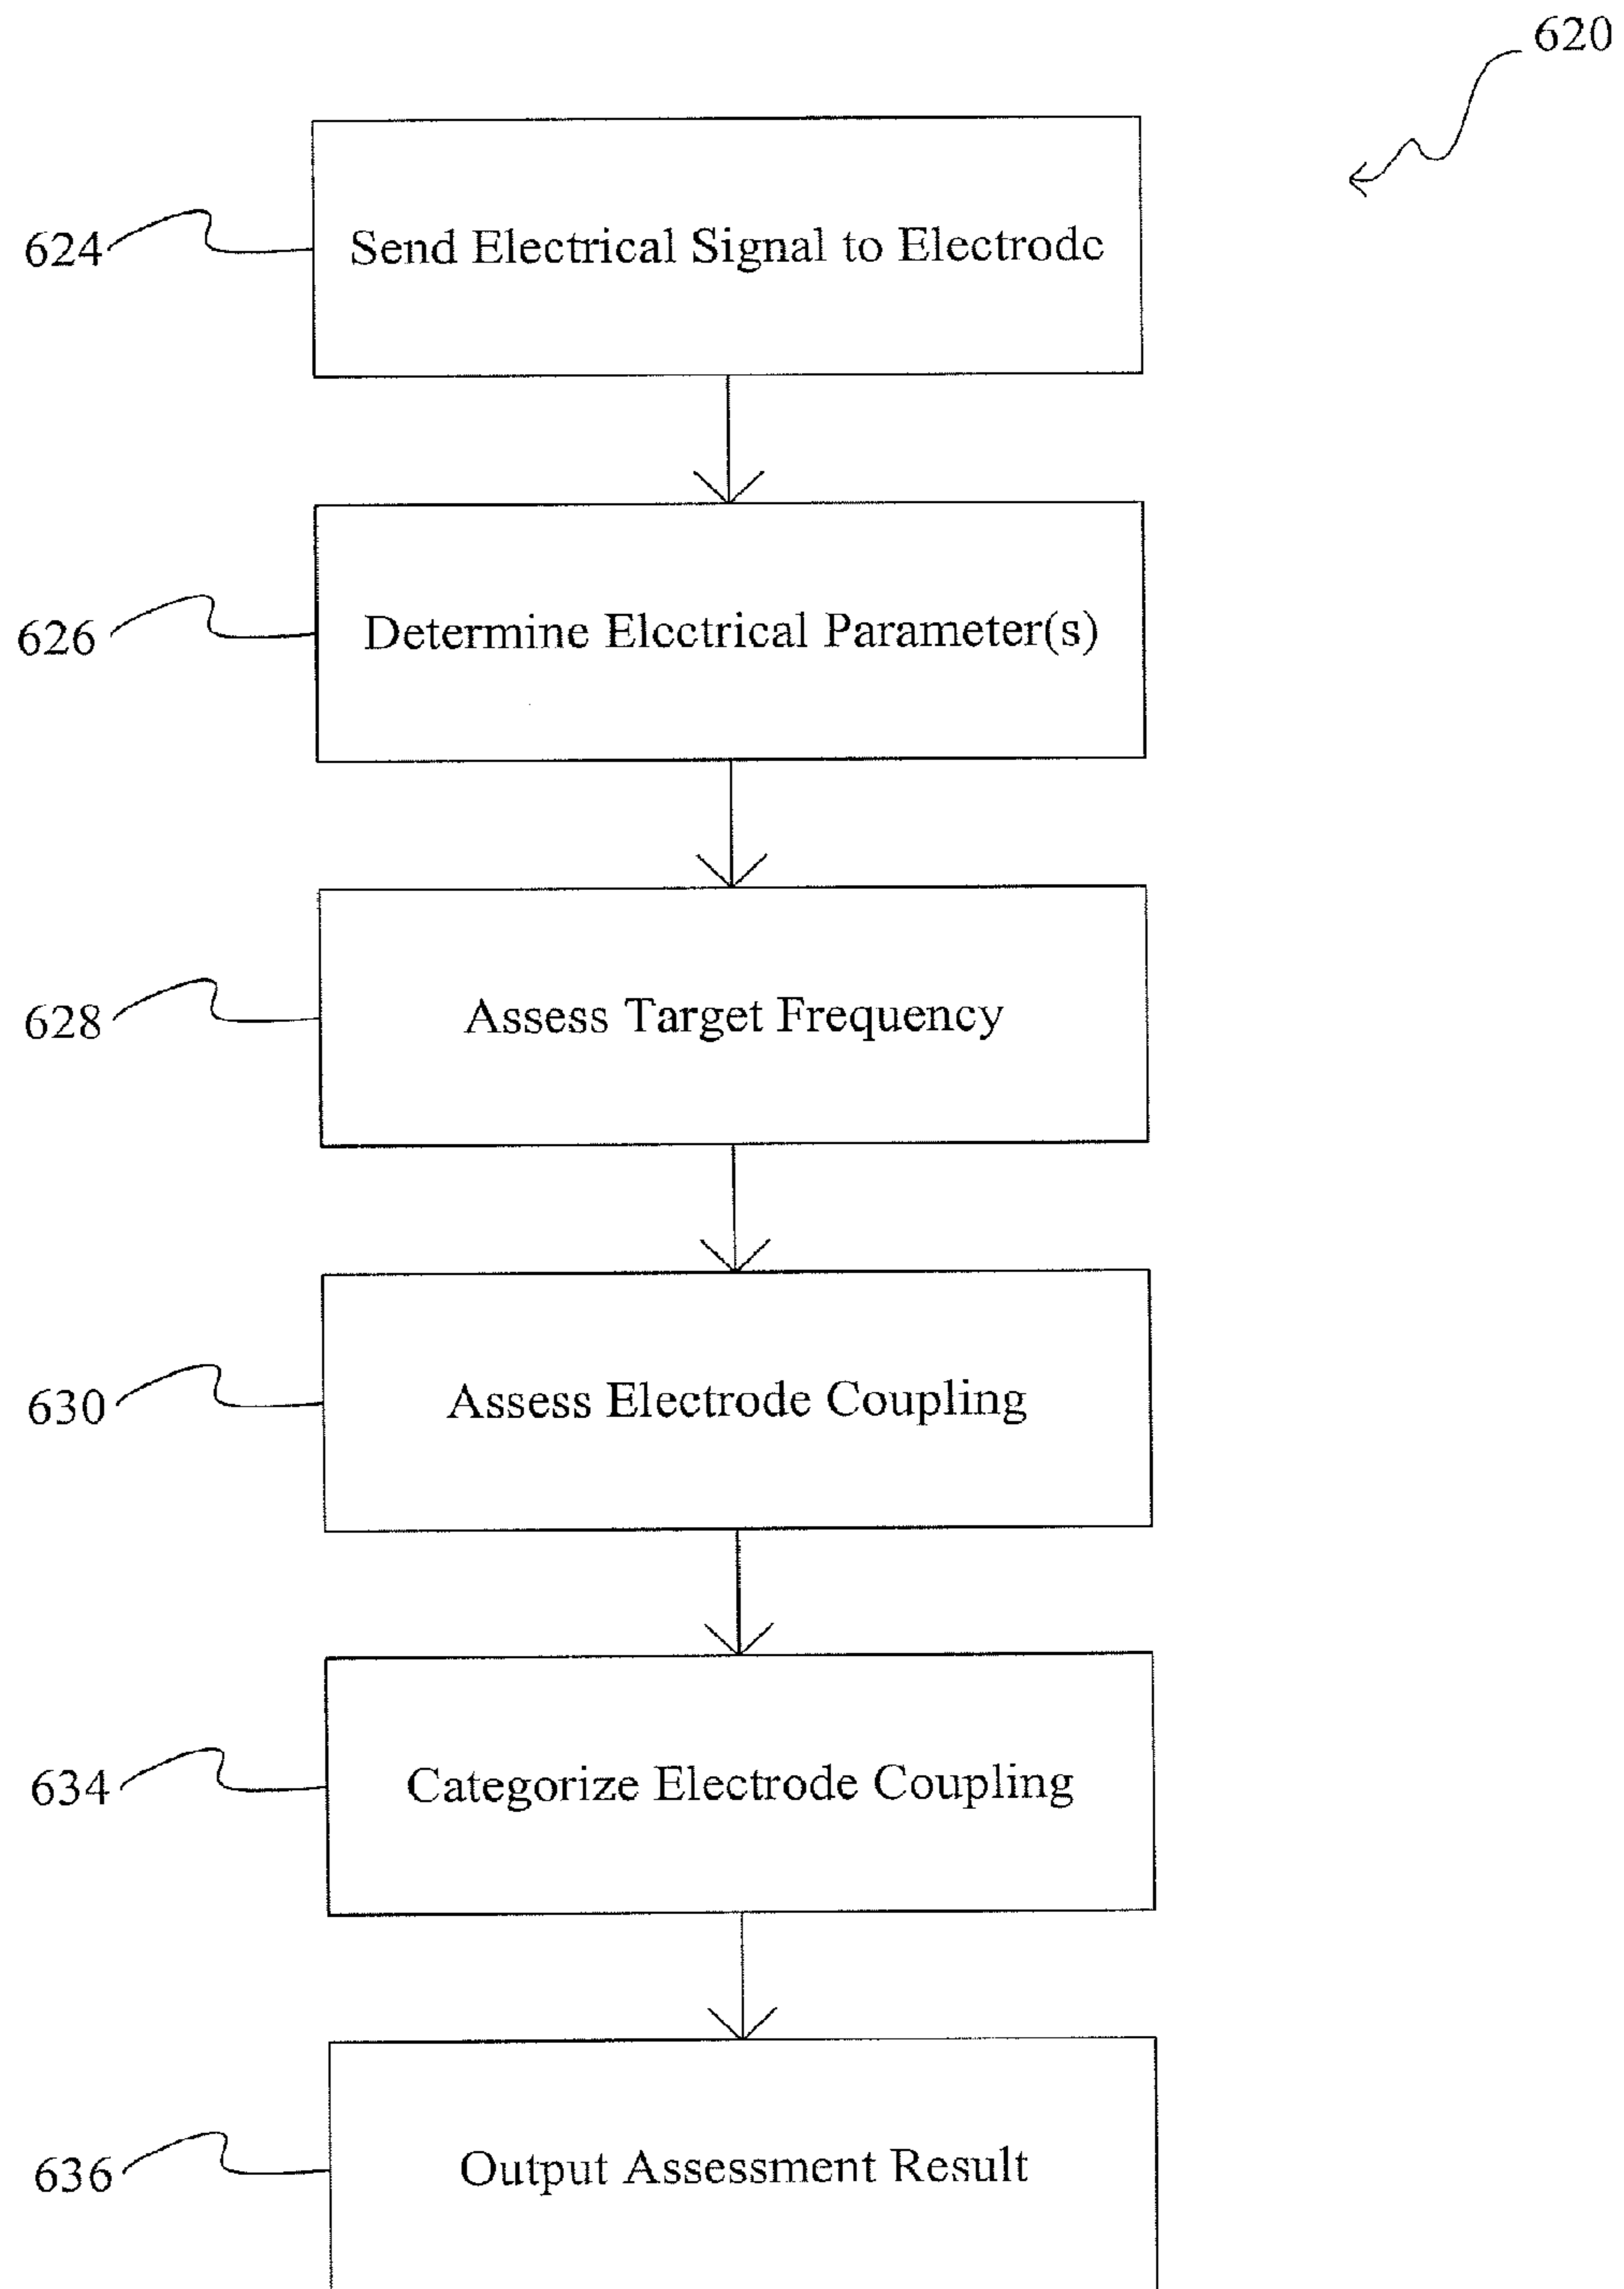 620
624
Send Electrical Signal to Electrode
626
Determine Electrical Parameter(s)
628
Assess Target Frequency
630
Assess Electrode Coupling
634
Categorize Electrode Coupling
636
Output Assessment Result